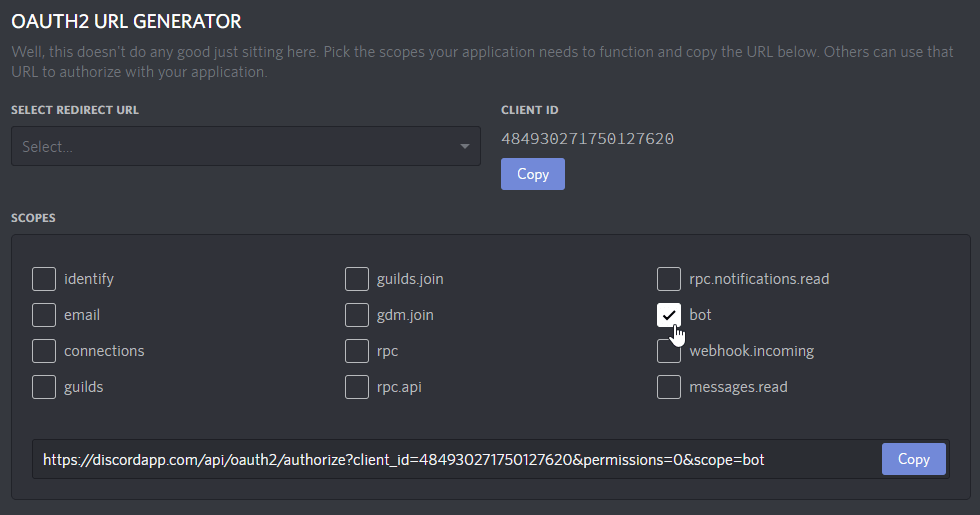 OAUTH2 URL GENERATOR
Well, this doesn't do any good just sitting here. Pick the scopes your application needs to function and copy the URL below. Others can use that
URL to authorize with your application.
SELECT REDIRECT URL
Select...
CLIENT ID
484930271750127620
Copy
SCOPES
identify
email
connections
guilds
guilds.join
gdm.join
rpc
rpc.api
rpc.notifications.read
bot
webhook.incoming
messages.read
https://discordapp.com/api/oauth2/authorize?client_id=484930271750127620&permissions=0&scope=bot
Copy